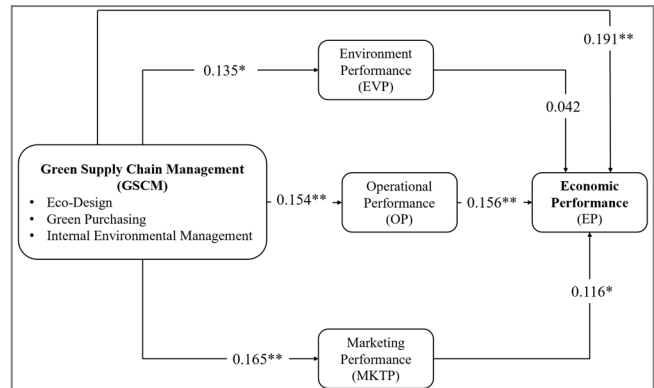 0.191**
Environment
Performance
(EVP)
0.135*
0.042
Green Supply Chain Management
(GSCM)
• Eco-Design
• Green Purchasing
• Internal Environmental Management
0.154**
Operational
Performance
(OP)
0.156**
Economic
Performance
(EP)
0.116*
0.165**
Marketing
Performance
(MKTP)